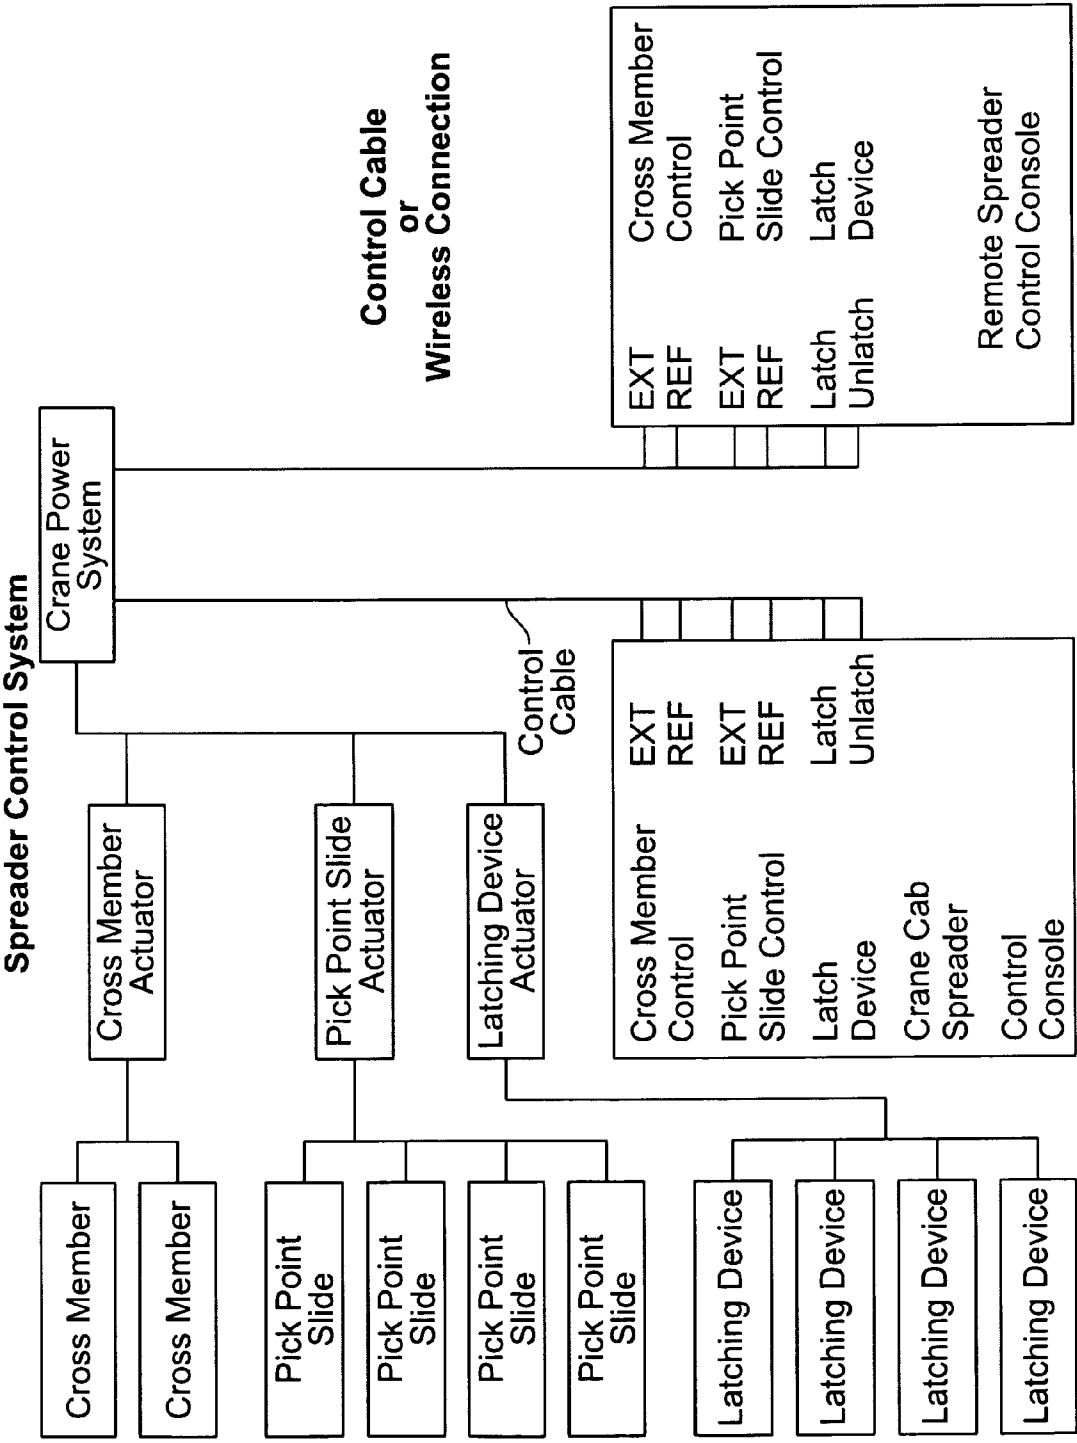 Spreader Control System
Crane Power
System
Control Cable
or
Wireless Connection
Cross Member
Actuator
Pick Point Slide
Actuator
Latching Device
Actuator
Control
Cable
Cross Member
Cross Member
Pick Point
Slide
Pick Point
Slide
Pick Point
Slide
Pick Point
Slide
Latching Device
Latching Device
Latching Device
Latching Device
Cross Member EXT
Control REF
Pick Point EXT
Slide Control REF
Latch Latch
Device Unlatch
Crane Cab
Spreader
Control
Console
EXT Cross Member
REF Control
EXT Pick Point
REF Slide Control
Latch Latch
Unlatch Device
Remote Spreader
Control Console